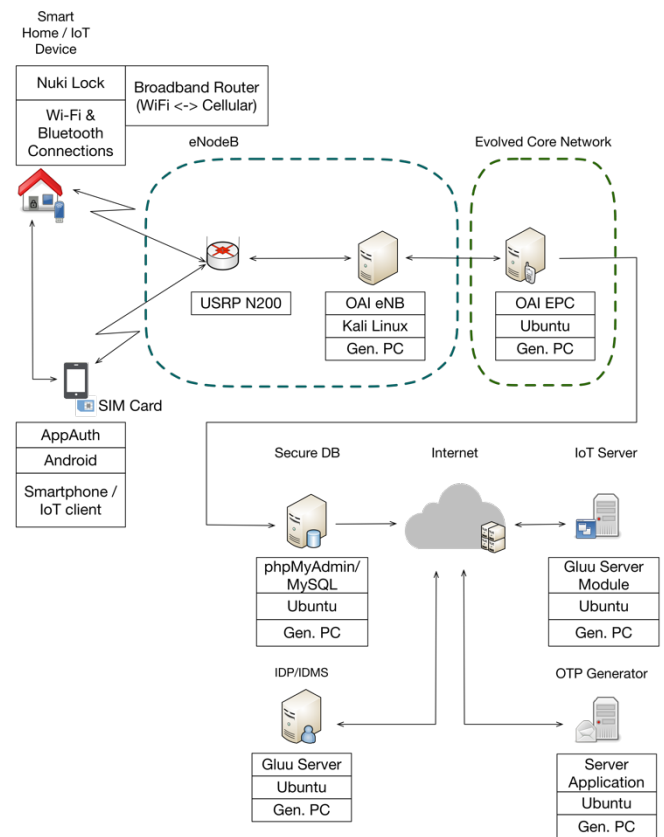 Smart
Home / IoT
Device
Nuki Lock
Wi-Fi &
Bluetooth
Connections
Broadband Router
(WiFi <-> Cellular)
eNodeB
Evolved Core Network
USRP N200
OAI eNB
Kali Linux
Gen. PC
OAI EPC
Ubuntu
Gen. PC
SIM Card
AppAuth
Android
Smartphone /
IoT client
Secure DB
Internet
IoT Server
phpMyAdmin/
MySQL
Ubuntu
Gen. PC
Gluu Server
Module
Ubuntu
Gen. PC
IDP/IDMS
OTP Generator
Gluu Server
Ubuntu
Gen. PC
Server
Application
Ubuntu
Gen. PC